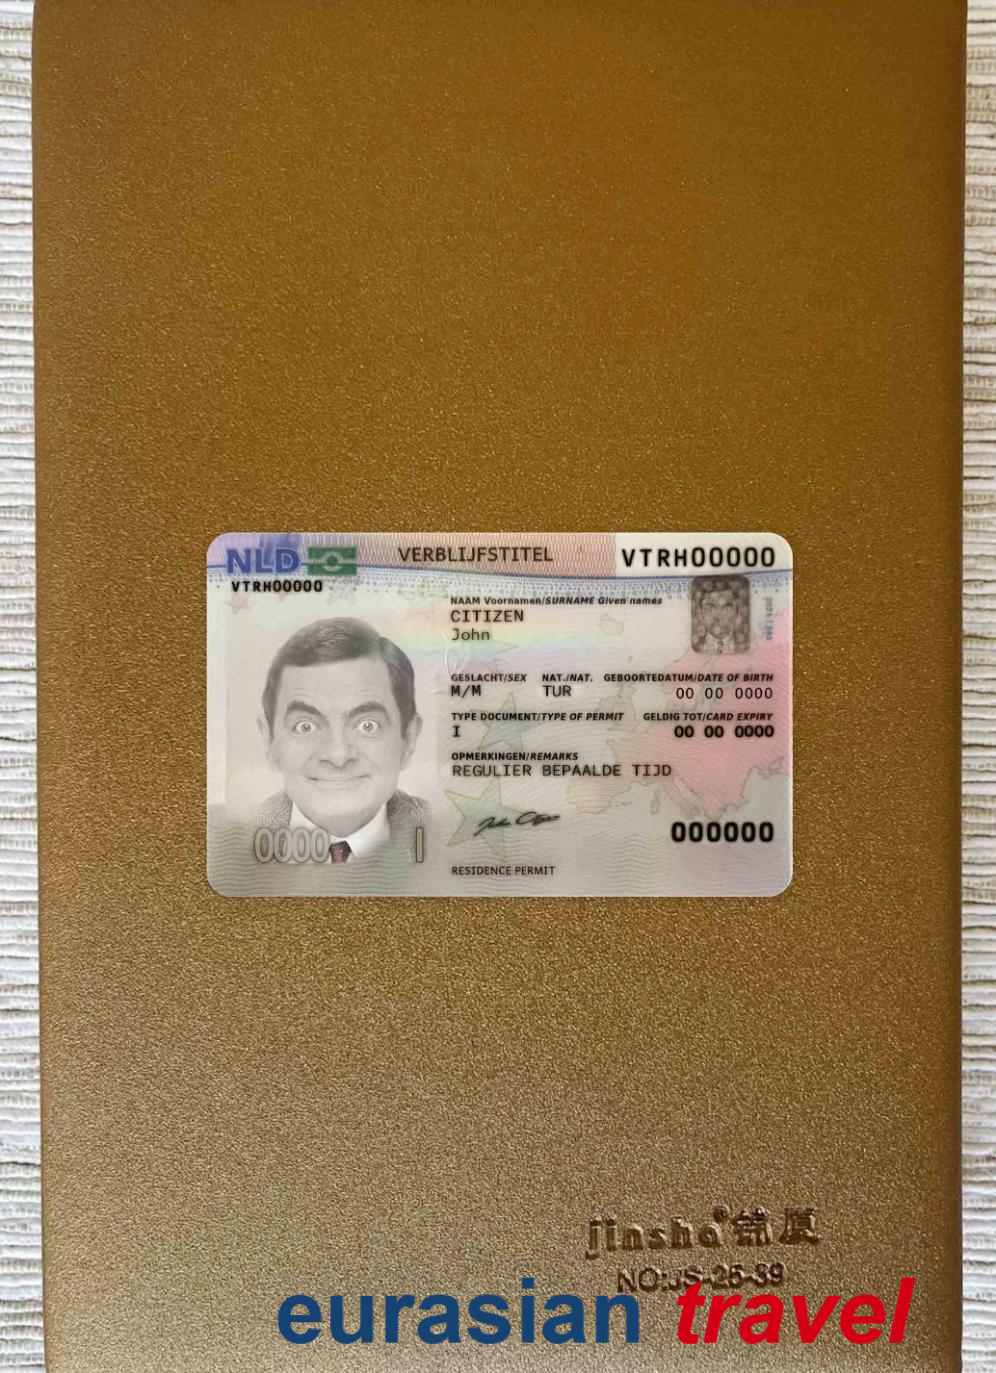 NLD VERBLIJFSTITEL VTRH00000
VTRH00000
NAAM Voornamen/SURNAME Given names
CITIZEN
John
GESLACHT/SEX NAT./NAT. GEBOORTEDATUM/DATE OF BIRTH
M/M TUR 00 00 0000
TYPE DOCUMENT/TYPE OF PERMIT GELDIG TOT/CARD EXPIRY
I 00 00 0000
OPMERKINGEN/REMARKS
REGULIER BEPAALDE TIJD
0000 I
000000
RESIDENCE PERMIT
jinsha®
NO:JS-26-39
eurasian travel